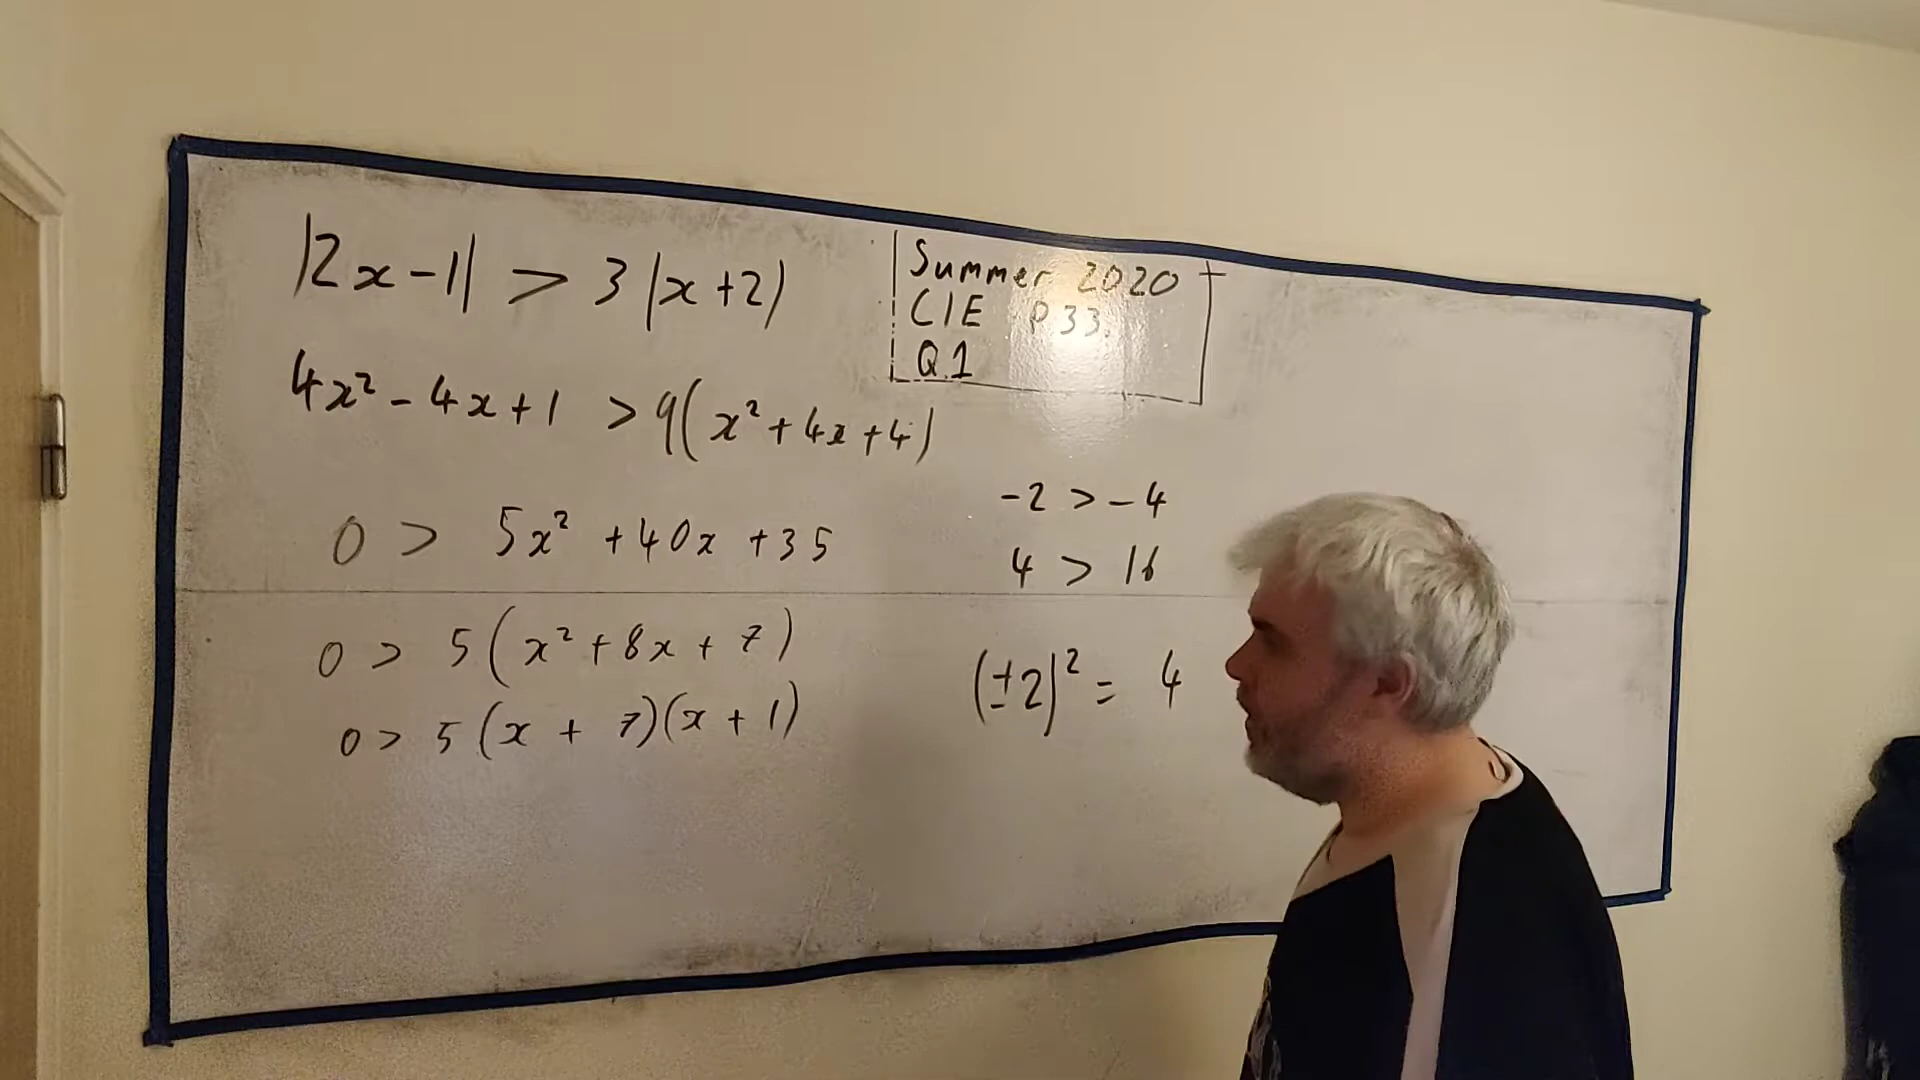 |2x-1| > 3|x+2|
Summer 2020
CIE P33.
Q1
4x² - 4x + 1 > 9(x² + 4x + 4)
0 > 5x² + 40x + 35
0 > 5(x² + 8x + 7)
0 > 5(x + 7)(x + 1)
-2 > -4
4 > 16
(±2)² = 4